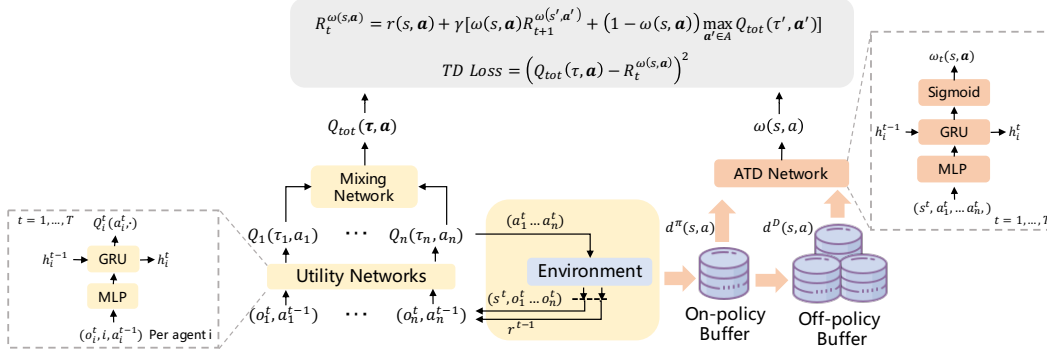 R_t^{ω(s,a)} = r(s, a) + γ[ω(s, a)R_{t+1}^{ω(s',a')} + (1 − ω(s, a)) max_{a'∈A} Q_{tot}(τ', a')]
TD Loss = (Q_{tot}(τ, a) − R_t^{ω(s,a)})^2
Q_{tot}(τ, a)
ω(s, a)
Mixing
Network
ATD Network
ω_t(s, a)
Sigmoid
h_i^{t-1}
GRU
h_i^t
MLP
(s^t, a_1^t, … a_n^t, )
t = 1, …, T
t = 1, …, T
Q_i^t(a_i^t,·)
h_i^{t-1}
GRU
h_i^t
MLP
(o_i^t, i, a_i^{t-1}) Per agent i
Q_1(τ_1, a_1)
···
Q_n(τ_n, a_n)
Utility Networks
(o_1^t, a_1^{t-1})
···
(o_n^t, a_n^{t-1})
(a_1^t … a_n^t)
Environment
(s^t, o_1^t … o_n^t)
r^{t-1}
d^π(s, a)
On-policy
Buffer
d^D(s, a)
Off-policy
Buffer